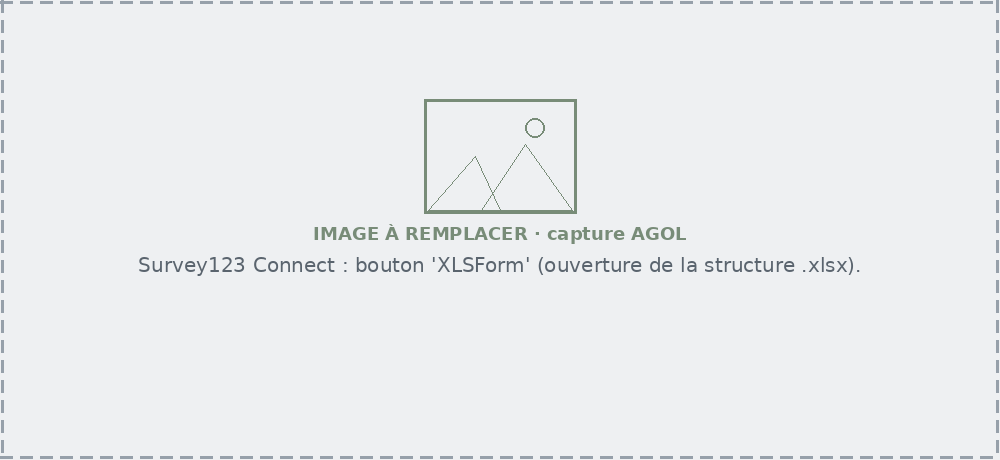 IMAGE À REMPLACER · capture AGOL
Survey123 Connect : bouton 'XLSForm' (ouverture de la structure .xlsx).